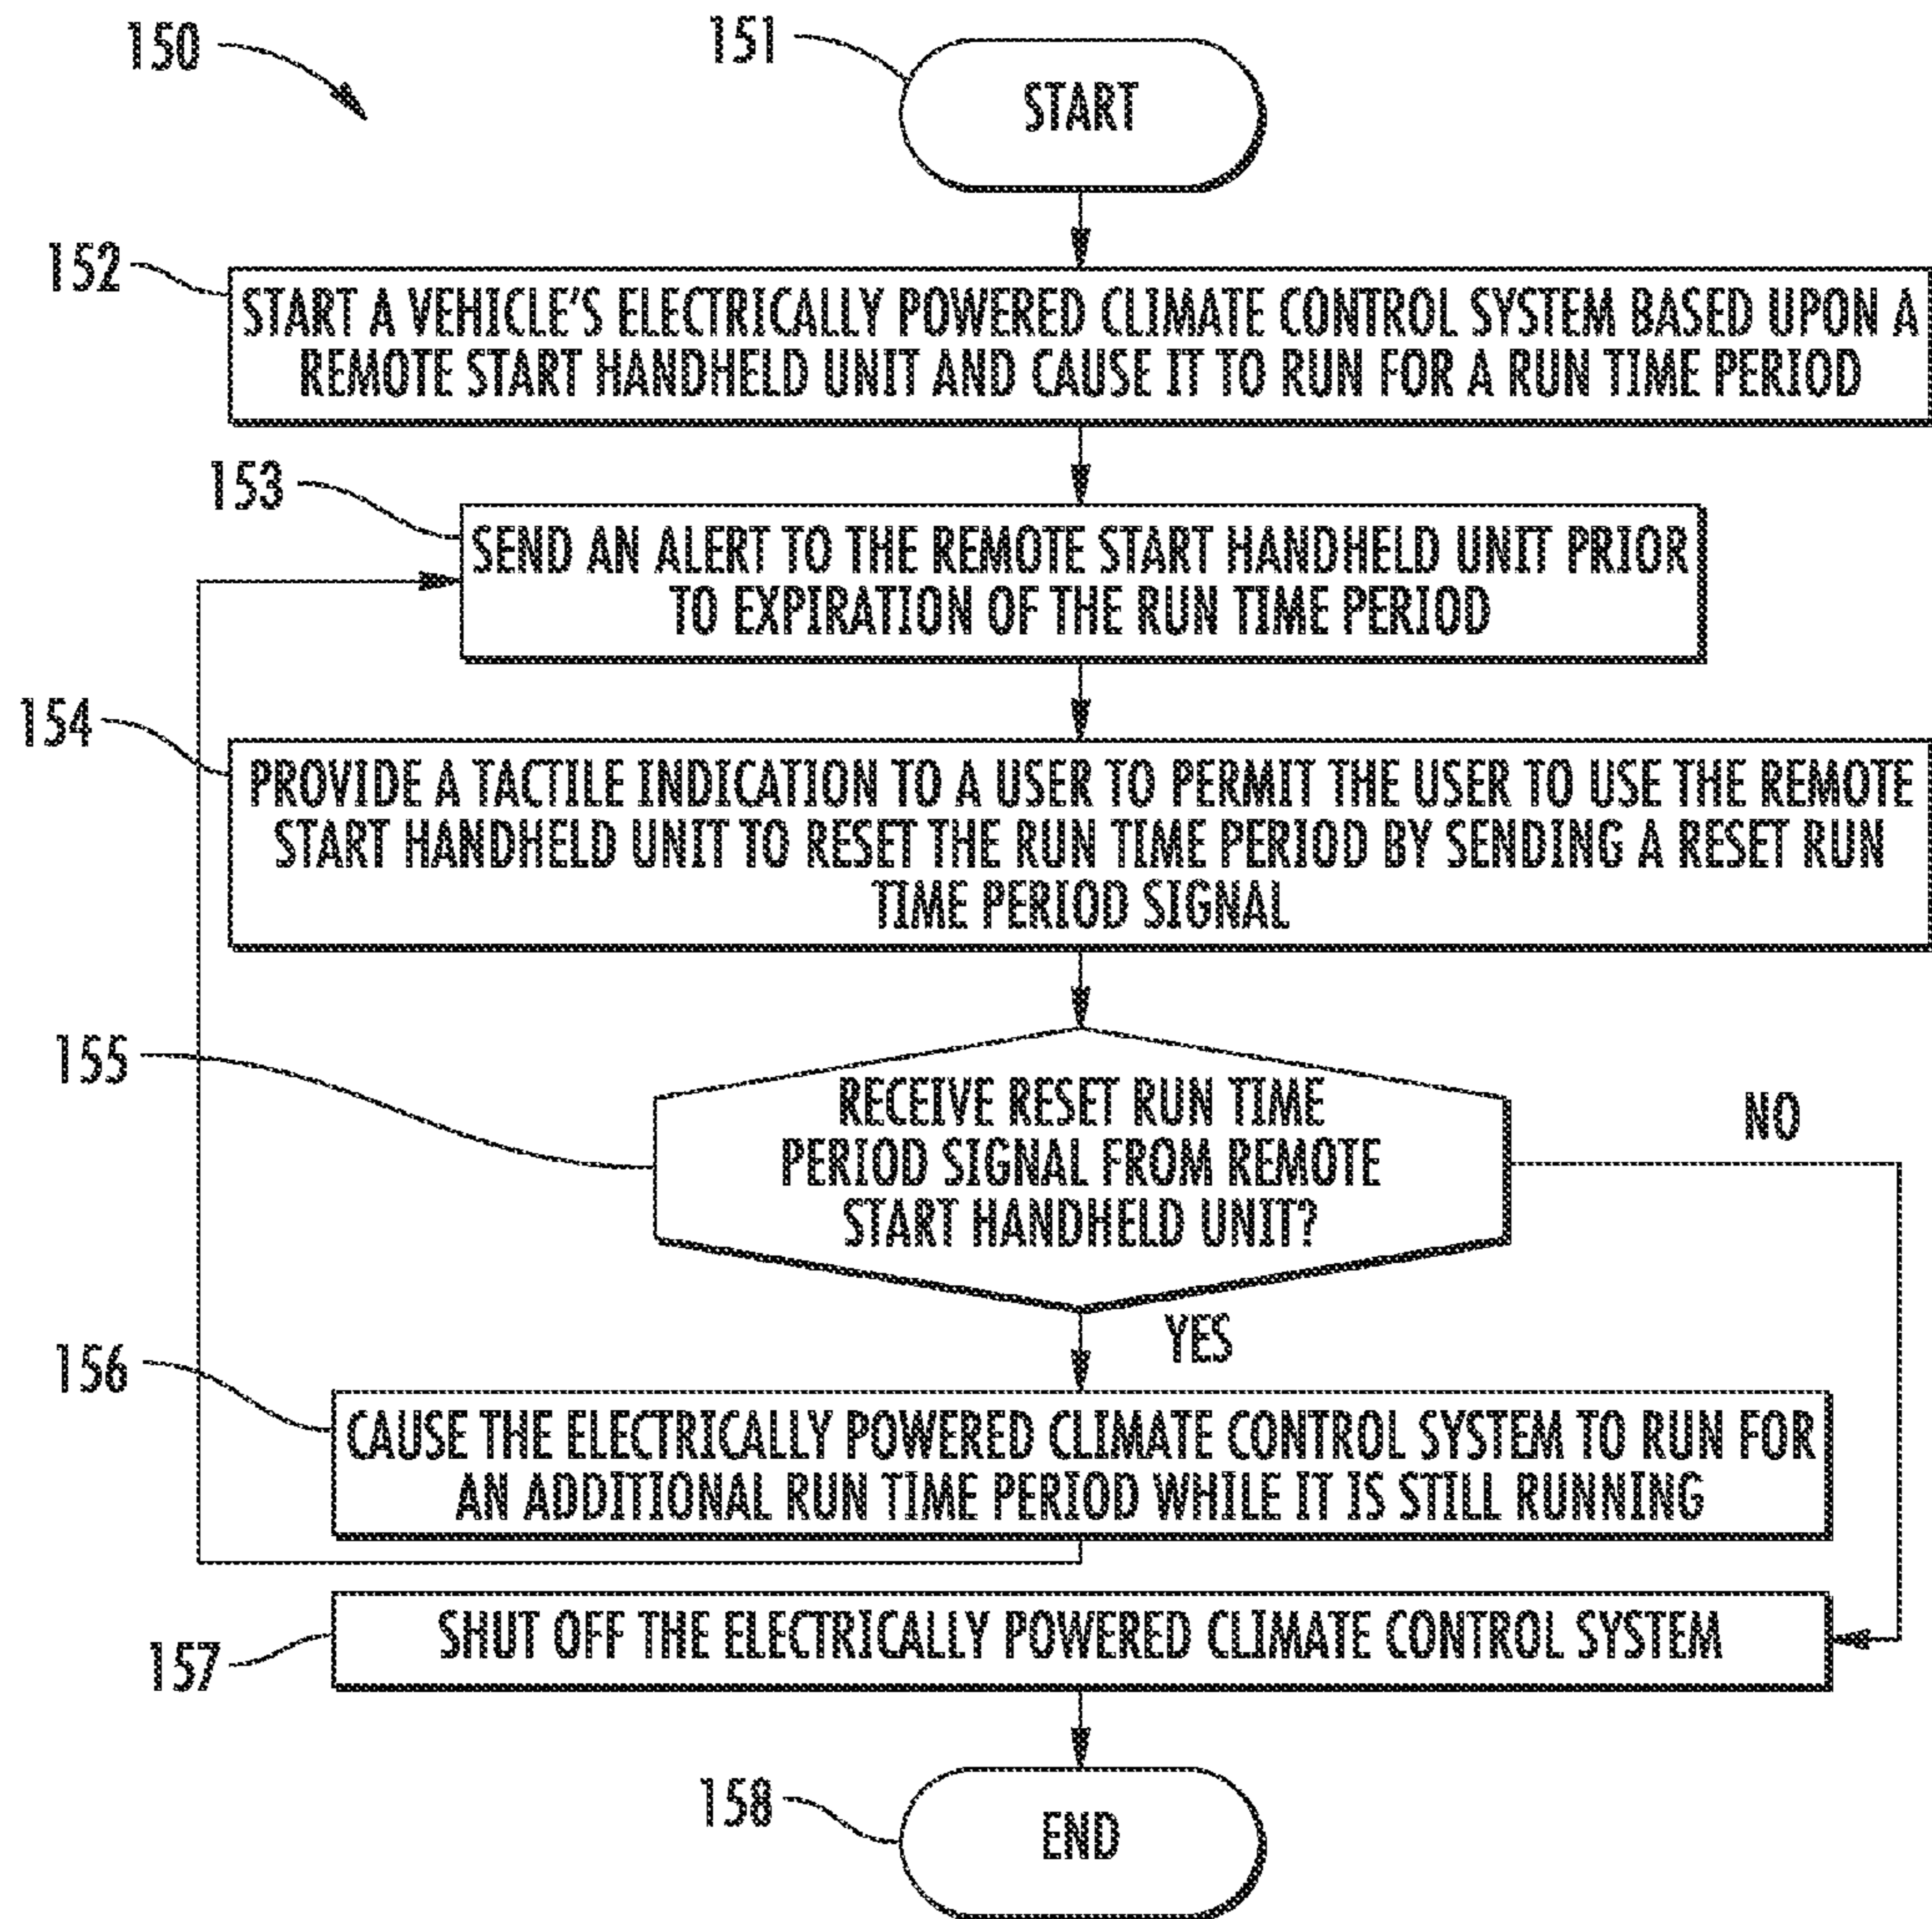 150
151
START
152
START A VEHICLE'S ELECTRICALLY POWERED CLIMATE CONTROL SYSTEM BASED UPON A
REMOTE START HANDHELD UNIT AND CAUSE IT TO RUN FOR A RUN TIME PERIOD
153
SEND AN ALERT TO THE REMOTE START HANDHELD UNIT PRIOR
TO EXPIRATION OF THE RUN TIME PERIOD
154
PROVIDE A TACTILE INDICATION TO A USER TO PERMIT THE USER TO USE THE REMOTE
START HANDHELD UNIT TO RESET THE RUN TIME PERIOD BY SENDING A RESET RUN
TIME PERIOD SIGNAL
155
RECEIVE RESET RUN TIME
PERIOD SIGNAL FROM REMOTE
START HANDHELD UNIT?
NO
YES
156
CAUSE THE ELECTRICALLY POWERED CLIMATE CONTROL SYSTEM TO RUN FOR
AN ADDITIONAL RUN TIME PERIOD WHILE IT IS STILL RUNNING
157
SHUT OFF THE ELECTRICALLY POWERED CLIMATE CONTROL SYSTEM
158
END